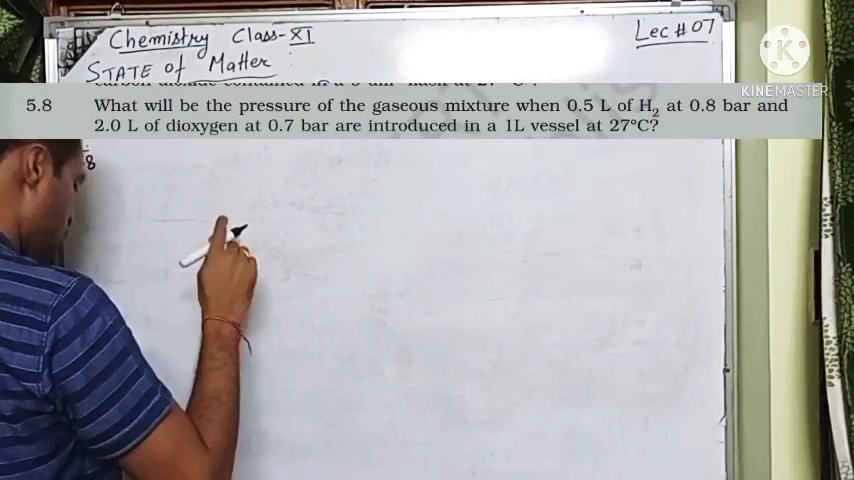 Chemistry Class-XI
Lec # 07
STATE of Matter
K
KINEMASTER
5.8 What will be the pressure of the gaseous mixture when 0.5 L of H2 at 0.8 bar and
2.0 L of dioxygen at 0.7 bar are introduced in a 1L vessel at 27°C?
8